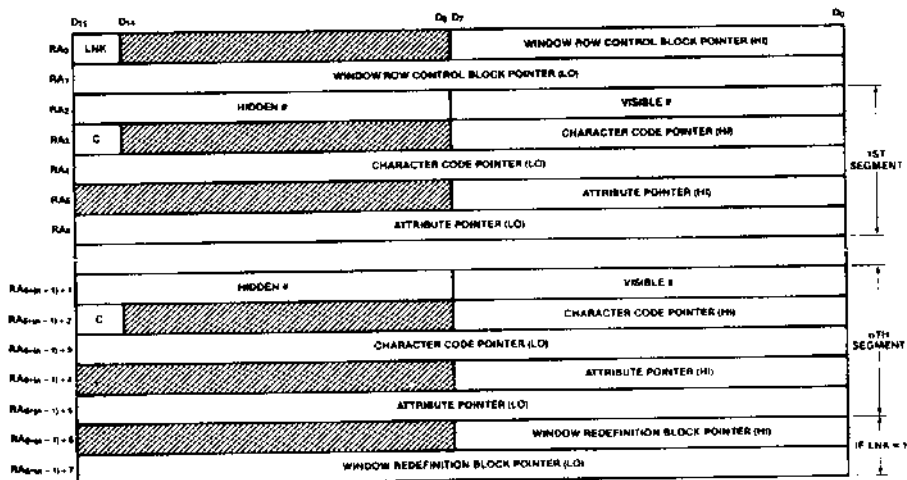 D15 D14 D8 D7 D0
RA0 LNK WINDOW ROW CONTROL BLOCK POINTER (HI)
RA1 WINDOW ROW CONTROL BLOCK POINTER (LO)
RA2 HIDDEN # VISIBLE #
RA3 C CHARACTER CODE POINTER (HI)
RA4 CHARACTER CODE POINTER (LO)
1ST
SEGMENT
RA5 ATTRIBUTE POINTER (HI)
RA6 ATTRIBUTE POINTER (LO)
HIDDEN # VISIBLE #
C CHARACTER CODE POINTER (HI)
CHARACTER CODE POINTER (LO)
nTH
SEGMENT
ATTRIBUTE POINTER (HI)
ATTRIBUTE POINTER (LO)
WINDOW REDEFINITION BLOCK POINTER (HI)
IF LNK =
WINDOW REDEFINITION BLOCK POINTER (LO)